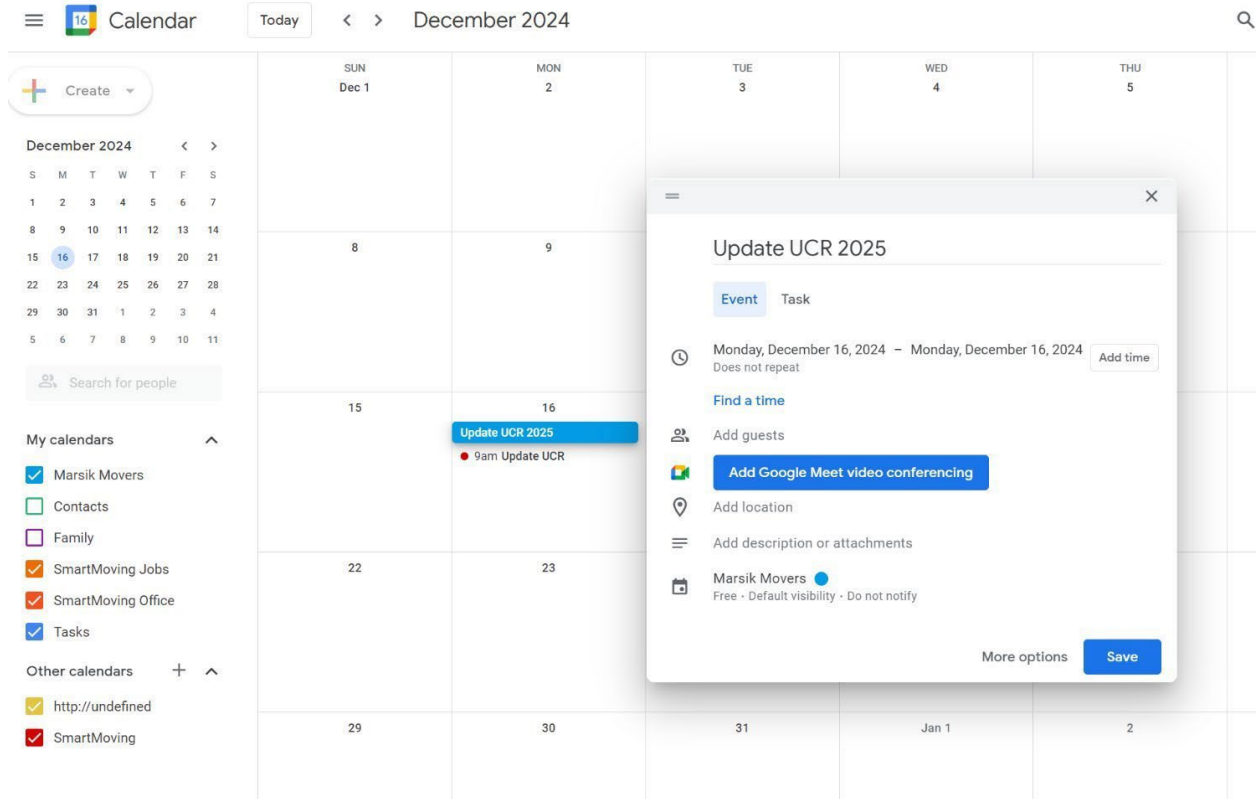 16 Calendar Today December 2024
Create
December 2024
S M T W T F S
1 2 3 4 5 6 7
8 9 10 11 12 13 14
15 16 17 18 19 20 21
22 23 24 25 26 27 28
29 30 31 1 2 3 4
5 6 7 8 9 10 11
Search for people
My calendars
Marsik Movers
Contacts
Family
SmartMoving Jobs
SmartMoving Office
Tasks
Other calendars
http://undefined
SmartMoving
SUN MON TUE WED THU
Dec 1 2 3 4 5
8 9
15 16
Update UCR 2025
9am Update UCR
22 23
29 30 31 Jan 1 2
Update UCR 2025
Event Task
Monday, December 16, 2024 – Monday, December 16, 2024 Add time
Does not repeat
Find a time
Add guests
Add Google Meet video conferencing
Add location
Add description or attachments
Marsik Movers
Free · Default visibility · Do not notify
More options Save